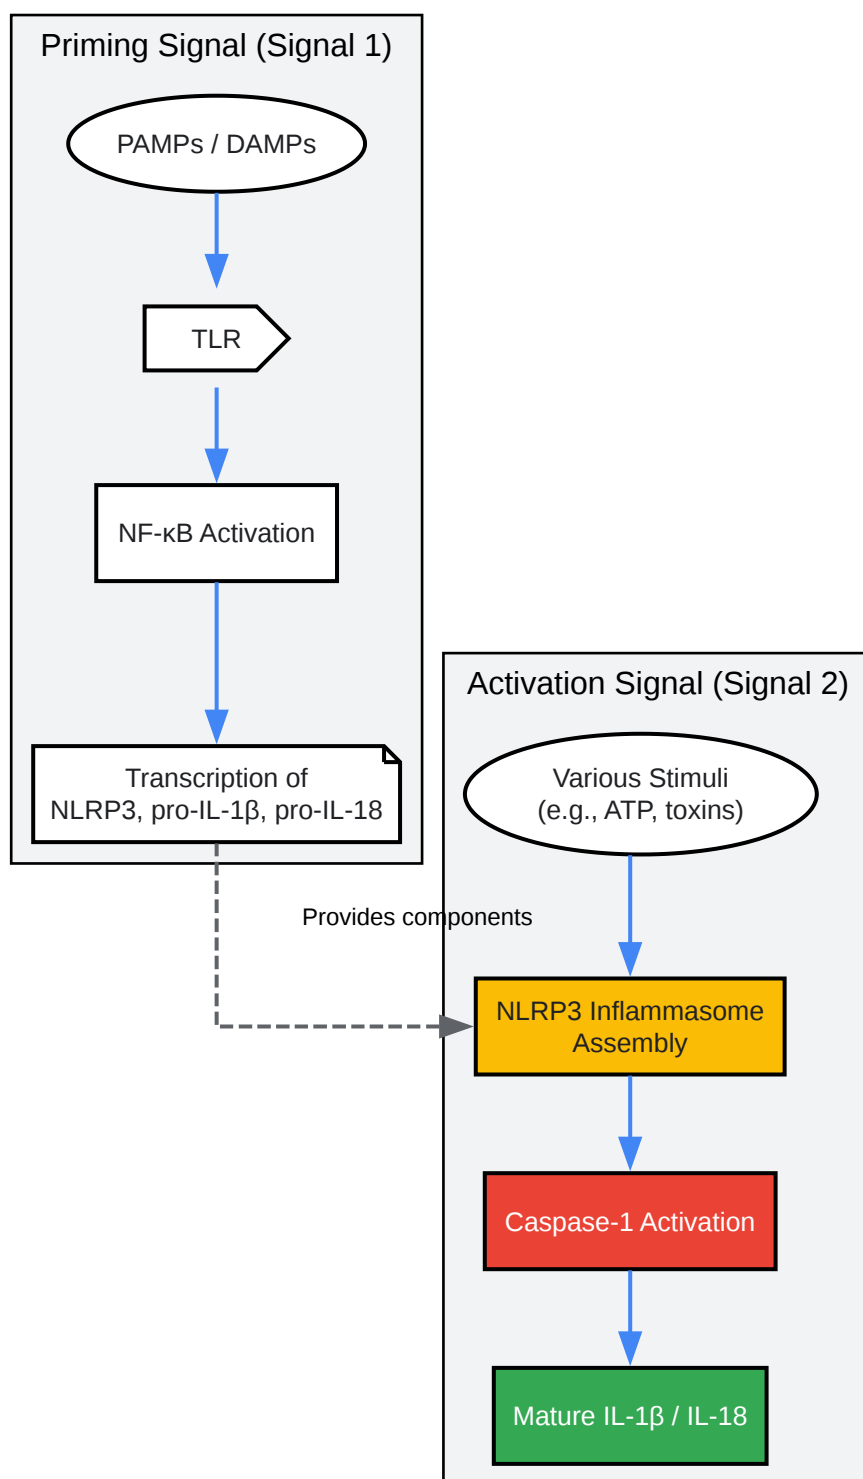 Priming Signal (Signal 1)
PAMPs / DAMPs
TLR
NF-κB Activation
Transcription of
NLRP3, pro-IL-1β, pro-IL-18
Provides components
Activation Signal (Signal 2)
Various Stimuli
(e.g., ATP, toxins)
NLRP3 Inflammasome
Assembly
Caspase-1 Activation
Mature IL-1β / IL-18